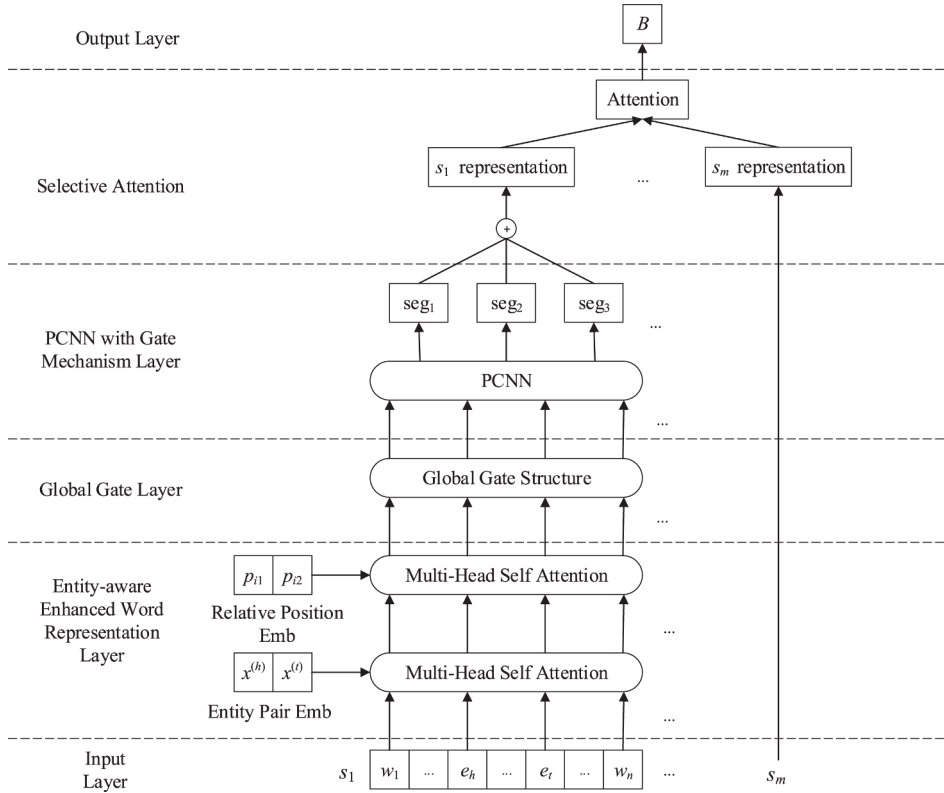 B
Output Layer
Attention
s1 representation
...
sm representation
Selective Attention
+
seg1 seg2 seg3
...
PCNN with Gate
Mechanism Layer
PCNN
...
Global Gate Layer
Global Gate Structure
...
pi1 pi2
Multi-Head Self Attention
Entity-aware
Enhanced Word
Representation
Layer
Relative Position
Emb
...
x(h) x(t)
Multi-Head Self Attention
Entity Pair Emb
...
Input
Layer
s1 w1 ... eh ... et ... wn ... sm